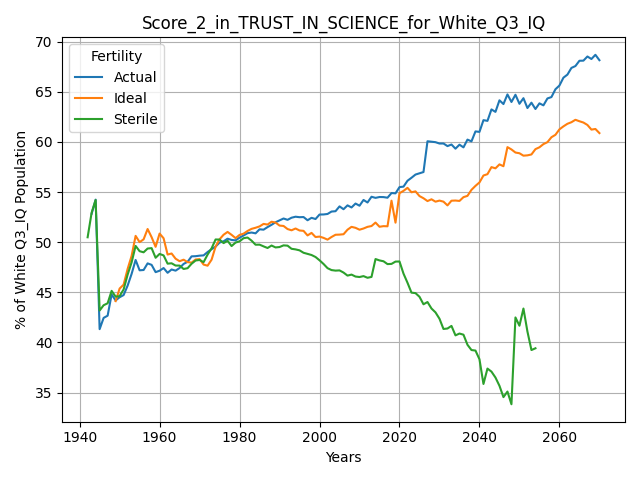 Score_2_in_TRUST_IN_SCIENCE_for_White_Q3_IQ
% of White Q3_IQ Population
70
65
60
55
50
45
40
35
Fertility
Actual
Ideal
Sterile
1940 1960 1980 2000 2020 2040 2060
Years